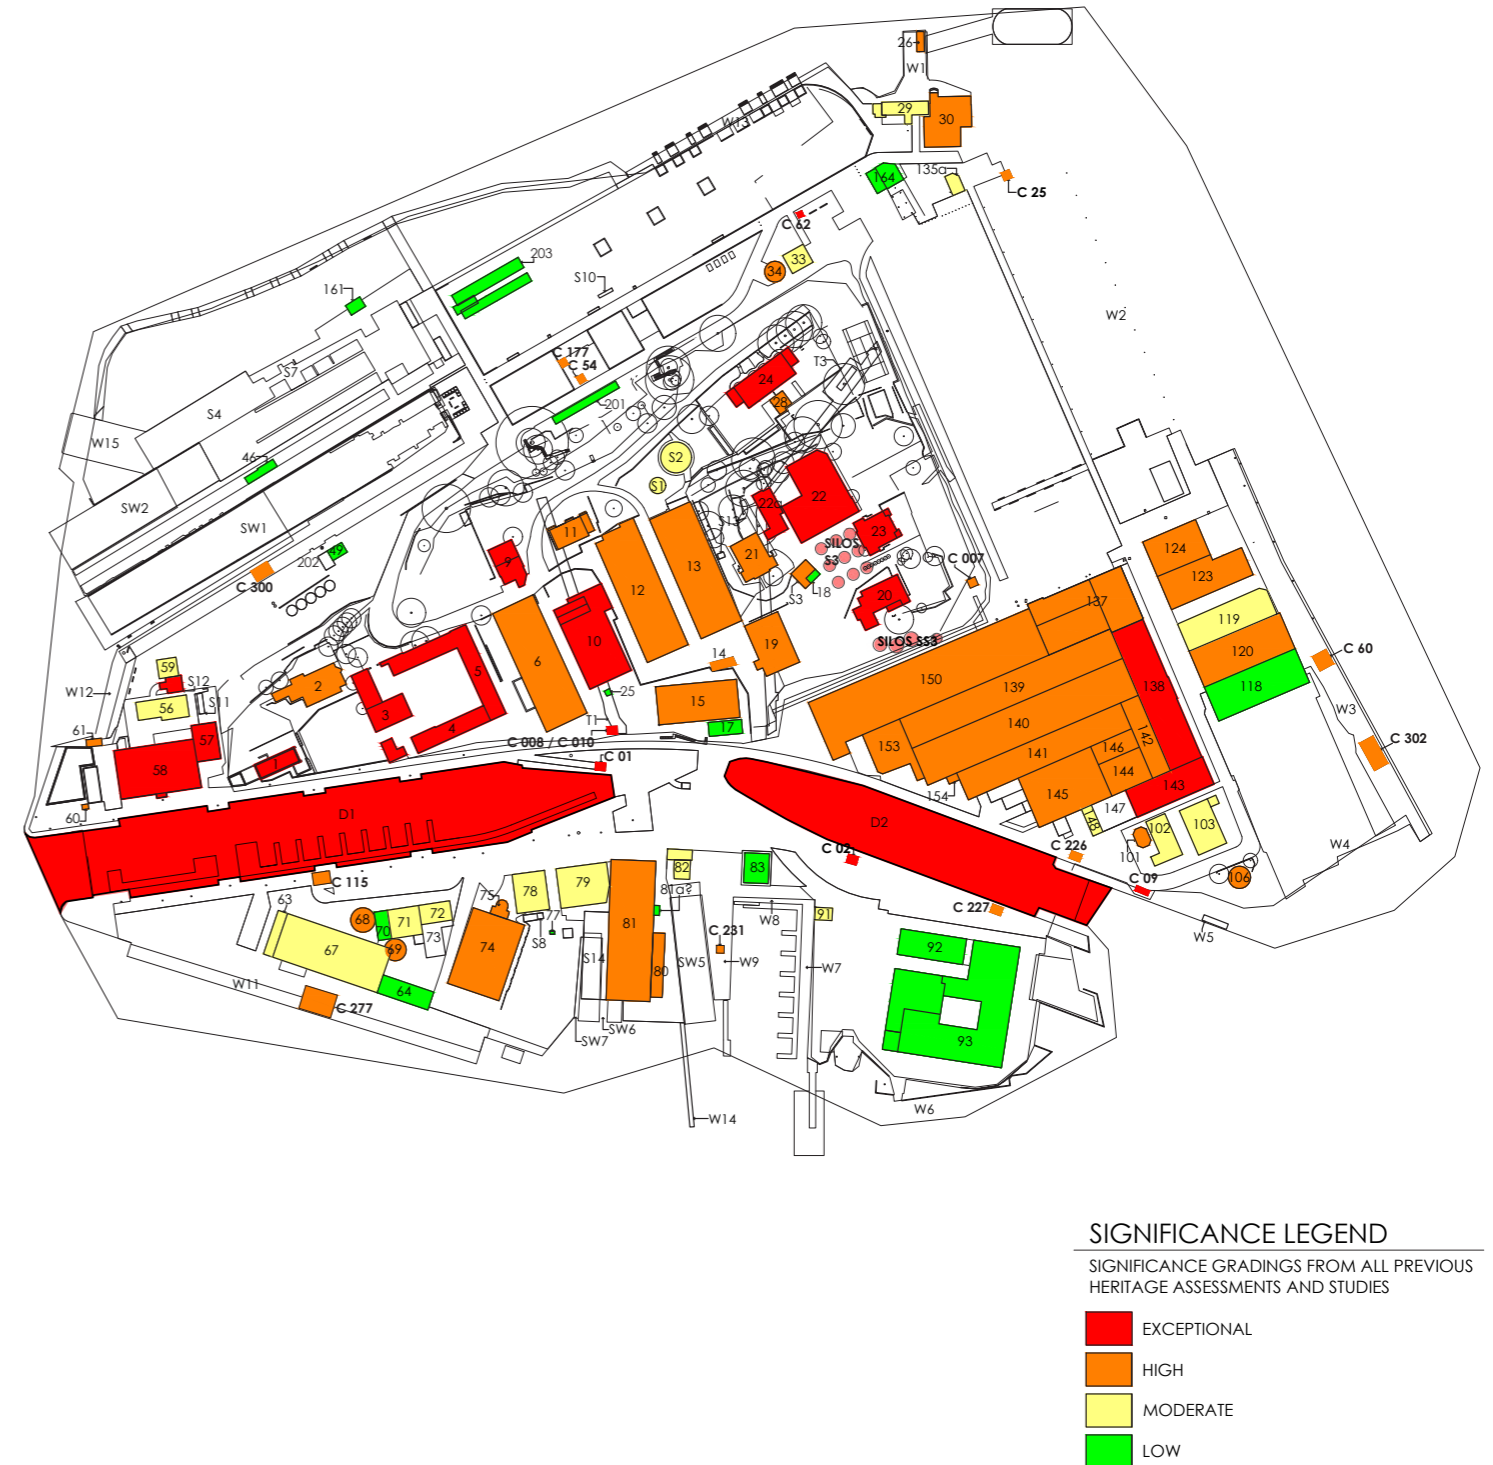 26
W1
29
30
W13
164
135a
C 25
C 62
203
33
34
S10
161
W2
C 177
C 54
S7
T3
24
28
S4
201
W15
46
S2
S1
SW2
SW1
22
22a
S13
11
23
SILOS
S3
13
12
21
124
49
202
C 300
9
C 007
123
S3
18
20
137
119
10
SILOS SS3
19
120
C 60
14
6
5
59
S12
2
150
139
138
118
25
W12
S11
15
56
3
W3
17
T1
140
61
57
4
C 008 / C 010
153
142
C 302
141
146
C 01
1
58
144
143
145
154
147
60
D1
D2
148
102
103
101
C 02
C 226
W4
83
82
C 115
C 09
106
81a?
79
78
75
63
81
C 227
W8
91
W5
68
71
72
70
77
S8
73
C 231
92
74
69
67
S14
SW5
W9
W7
80
64
W11
C 277
SW6
SW7
93
W6
W14
SIGNIFICANCE LEGEND
SIGNIFICANCE GRADINGS FROM ALL PREVIOUS
HERITAGE ASSESSMENTS AND STUDIES
EXCEPTIONAL
HIGH
MODERATE
LOW